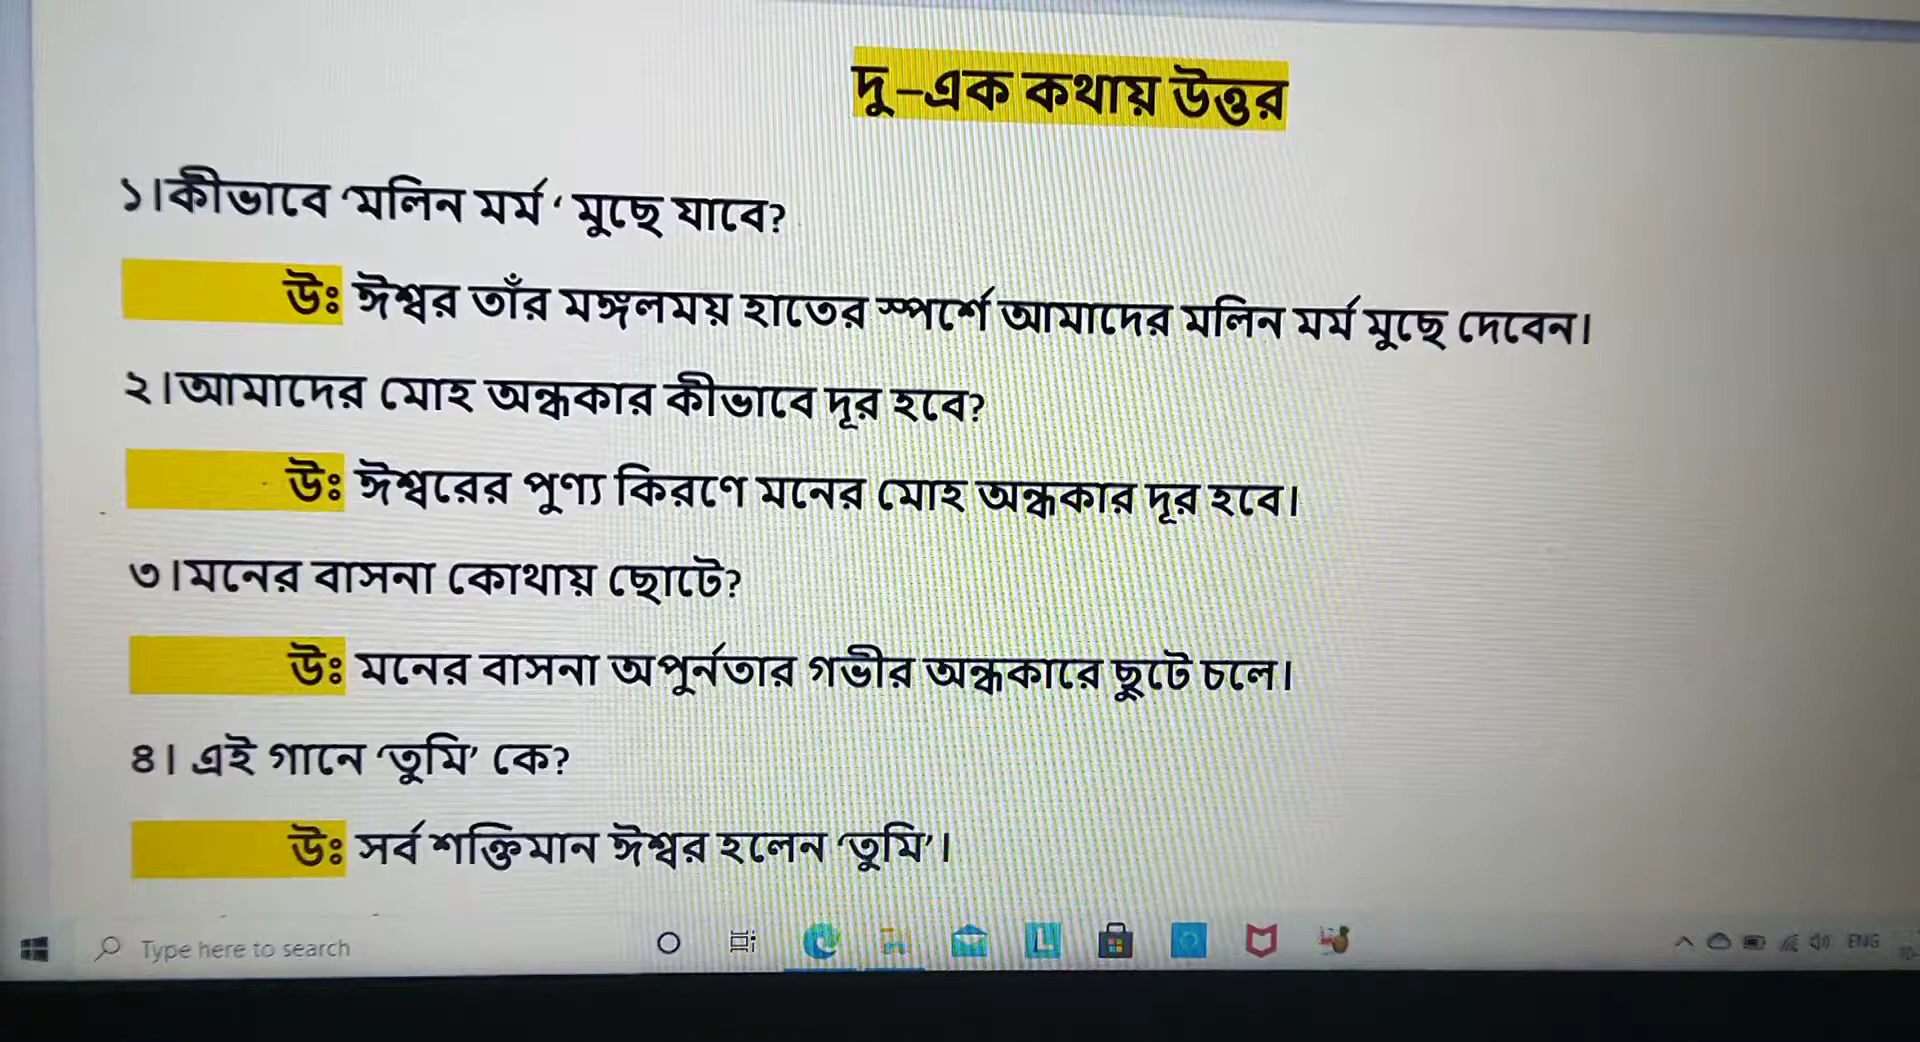 দু –এক কথায় উত্তর
১।কীভাবে ‘মলিন মর্ম ‘ মুছে যাবে?
উঃ ঈশ্বর তাঁর মঙ্গলময় হাতের স্পর্শে আমাদের মলিন মর্ম মুছে দেবেন।
২।আমাদের মোহ অন্ধকার কীভাবে দূর হবে?
উঃ ঈশ্বরের পুণ্য কিরণে মনের মোহ অন্ধকার দূর হবে।
৩।মনের বাসনা কোথায় ছোটে?
উঃ মনের বাসনা অপুর্নতার গভীর অন্ধকারে ছুটে চলে।
৪। এই গানে ‘তুমি’ কে?
উঃ সর্ব শক্তিমান ঈশ্বর হলেন ‘তুমি’।
Type here to search
ENG